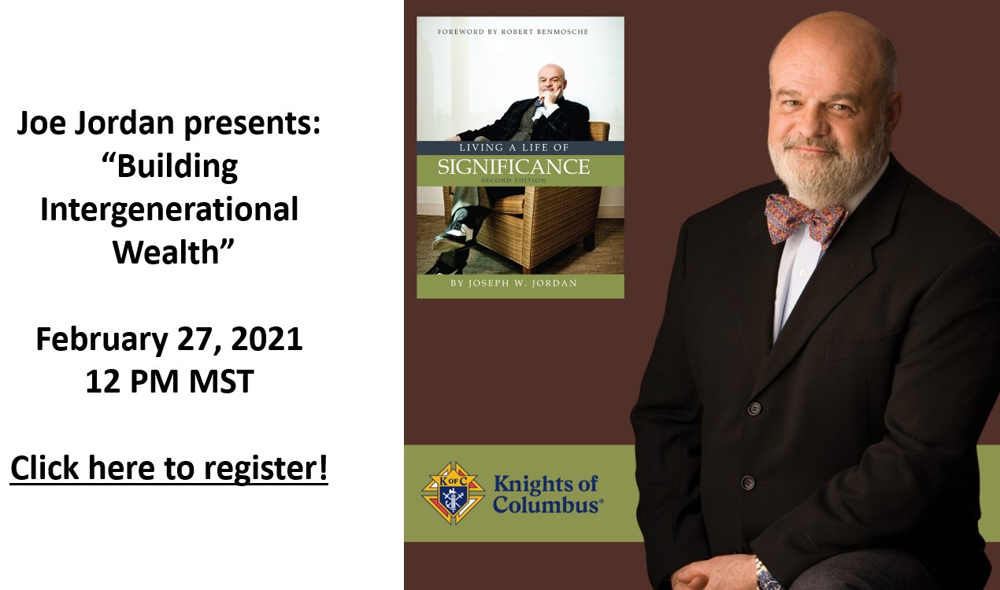 Joe Jordan presents:
“Building
Intergenerational
Wealth”
February 27, 2021
12 PM MST
Click here to register!
FOREWORD BY ROBERT BENMOSCHE
LIVING A LIFE OF
SIGNIFICANCE
SECOND EDITION
BY JOSEPH W. JORDAN
K OF C
Knights of
Columbus®